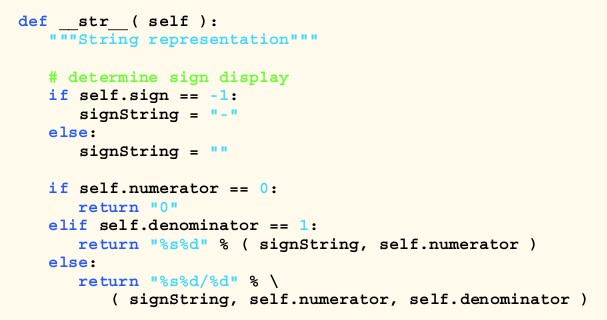 def __str__( self ):
"""String representation"""
# determine sign display
if self.sign == -1:
signString = "-"
else:
signString = ""
if self.numerator == 0:
return "0"
elif self.denominator == 1:
return "%s%d" % ( signString, self.numerator )
else:
return "%s%d/%d" % \
( signString, self.numerator, self.denominator )